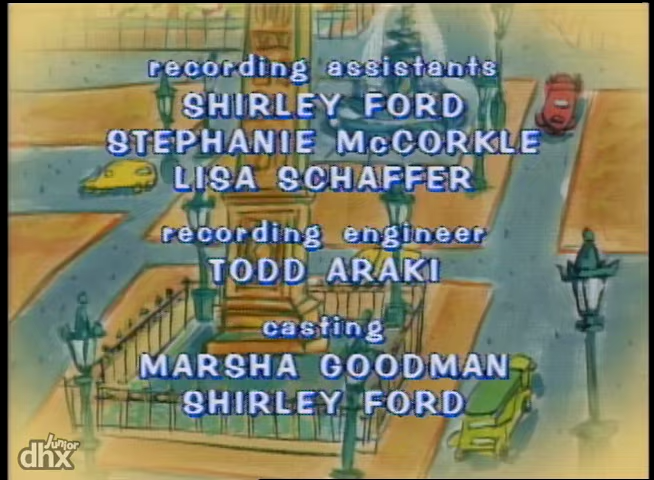 recording assistants
SHIRLEY FORD
STEPHANIE McCORKLE
LISA SCHAFFER
recording engineer
TODD ARAKI
casting
MARSHA GOODMAN
SHIRLEY FORD
Junior
dhx